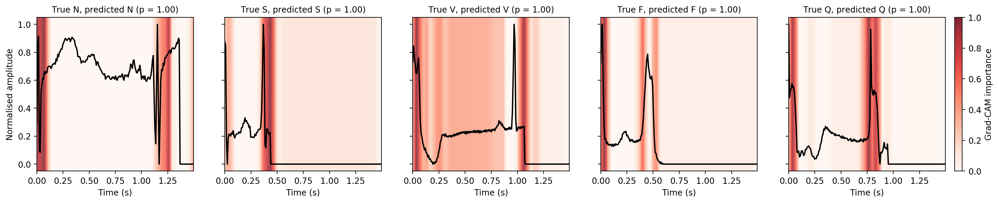 True N, predicted N (p = 1.00)
True S, predicted S (p = 1.00)
True V, predicted V (p = 1.00)
True F, predicted F (p = 1.00)
True Q, predicted Q (p = 1.00)
Normalised amplitude
1.0
0.8
0.6
0.4
0.2
0.0
0.00 0.25 0.50 0.75 1.00 1.25
0.00 0.25 0.50 0.75 1.00 1.25
0.00 0.25 0.50 0.75 1.00 1.25
0.00 0.25 0.50 0.75 1.00 1.25
0.00 0.25 0.50 0.75 1.00 1.25
Time (s)
Time (s)
Time (s)
Time (s)
Time (s)
1.0
0.8
0.6
0.4
0.2
0.0
Grad-CAM importance